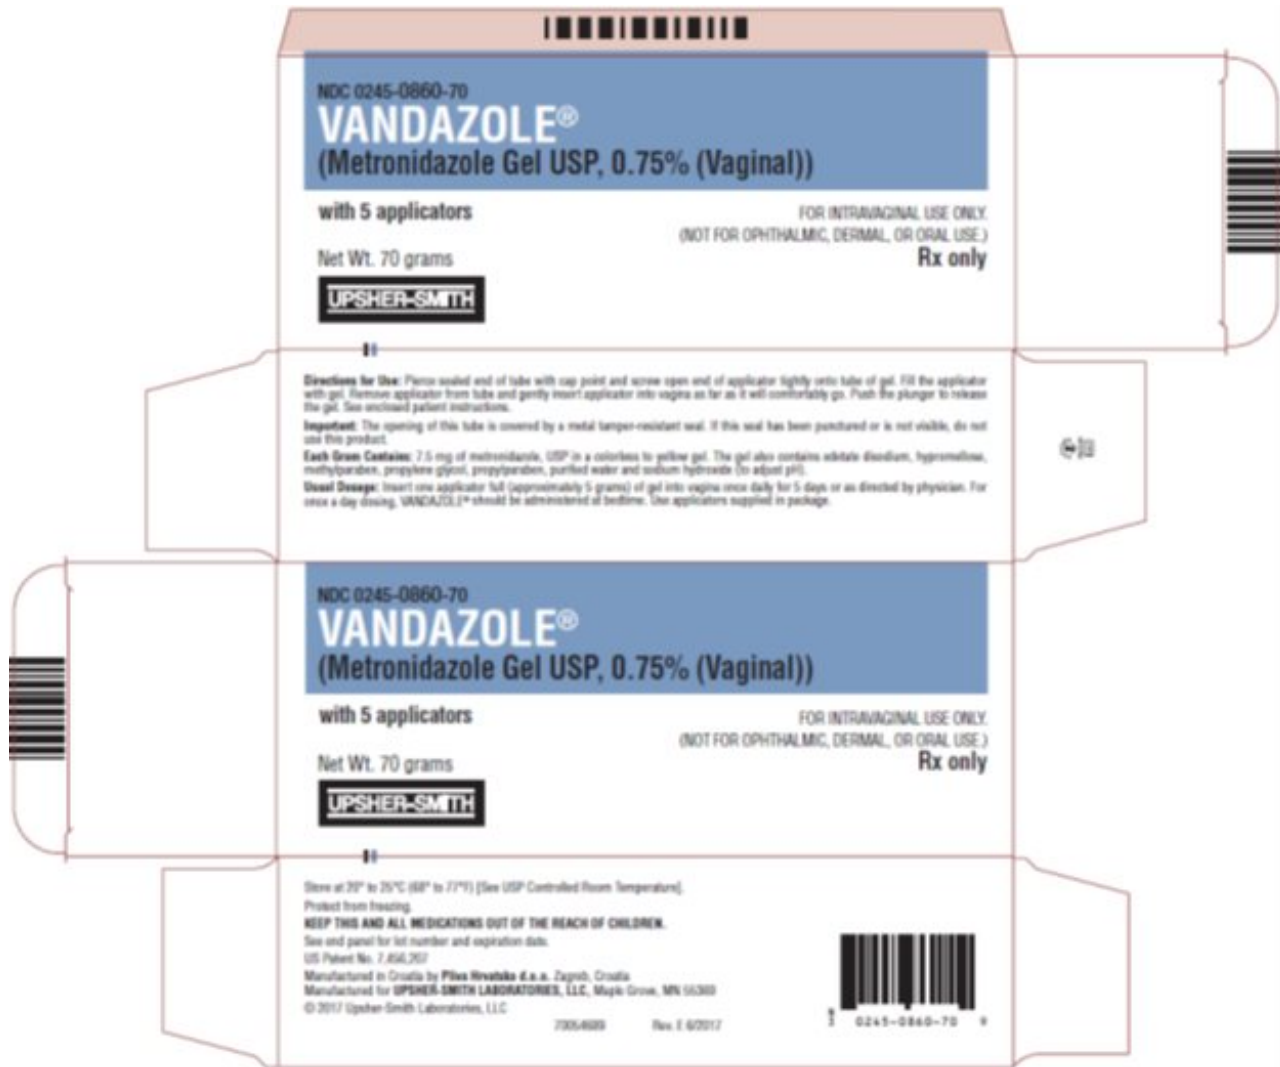 NDC 0245-0860-70
VANDAZOLE®
(Metronidazole Gel USP, 0.75% (Vaginal))
with 5 applicators
FOR INTRAVAGINAL USE ONLY.
(NOT FOR OPHTHALMIC, DERMAL, OR ORAL USE.)
Net Wt. 70 grams
Rx only
UPSHER-SMITH
Directions for Use: Pierce sealed end of tube with cap point and screw open end of applicator tightly onto tube of gel. Fill the applicator
with gel. Remove applicator from tube and gently insert applicator into vagina as far as it will comfortably go. Push the plunger to release
the gel. See enclosed patient instructions.
Important: The opening of this tube is covered by a metal tamper-resistant seal. If this seal has been punctured or is not visible, do not
use this product.
Each Gram Contains: 7.5 mg of metronidazole, USP in a colorless to yellow gel. The gel also contains edetate disodium, hypromellose,
methylparaben, propylene glycol, propylparaben, purified water and sodium hydroxide (to adjust pH).
Usual Dosage: Insert one applicator full (approximately 5 grams) of gel into vagina once daily for 5 days or as directed by physician. For
once a day dosing, VANDAZOLE® should be administered at bedtime. Use applicators supplied in package.
NDC 0245-0860-70
VANDAZOLE®
(Metronidazole Gel USP, 0.75% (Vaginal))
with 5 applicators
FOR INTRAVAGINAL USE ONLY.
(NOT FOR OPHTHALMIC, DERMAL, OR ORAL USE.)
Net Wt. 70 grams
Rx only
UPSHER-SMITH
Store at 20° to 25°C (68° to 77°F) [See USP Controlled Room Temperature].
Protect from freezing.
KEEP THIS AND ALL MEDICATIONS OUT OF THE REACH OF CHILDREN.
See end panel for lot number and expiration date.
US Patent No. 7,456,207
Manufactured in Croatia by Pliva Hrvatska d.o.o. Zagreb, Croatia
Manufactured for UPSHER-SMITH LABORATORIES, LLC, Maple Grove, MN 55369
© 2017 Upsher-Smith Laboratories, LLC
Rev. E 6/2017
0245-0860-70 9